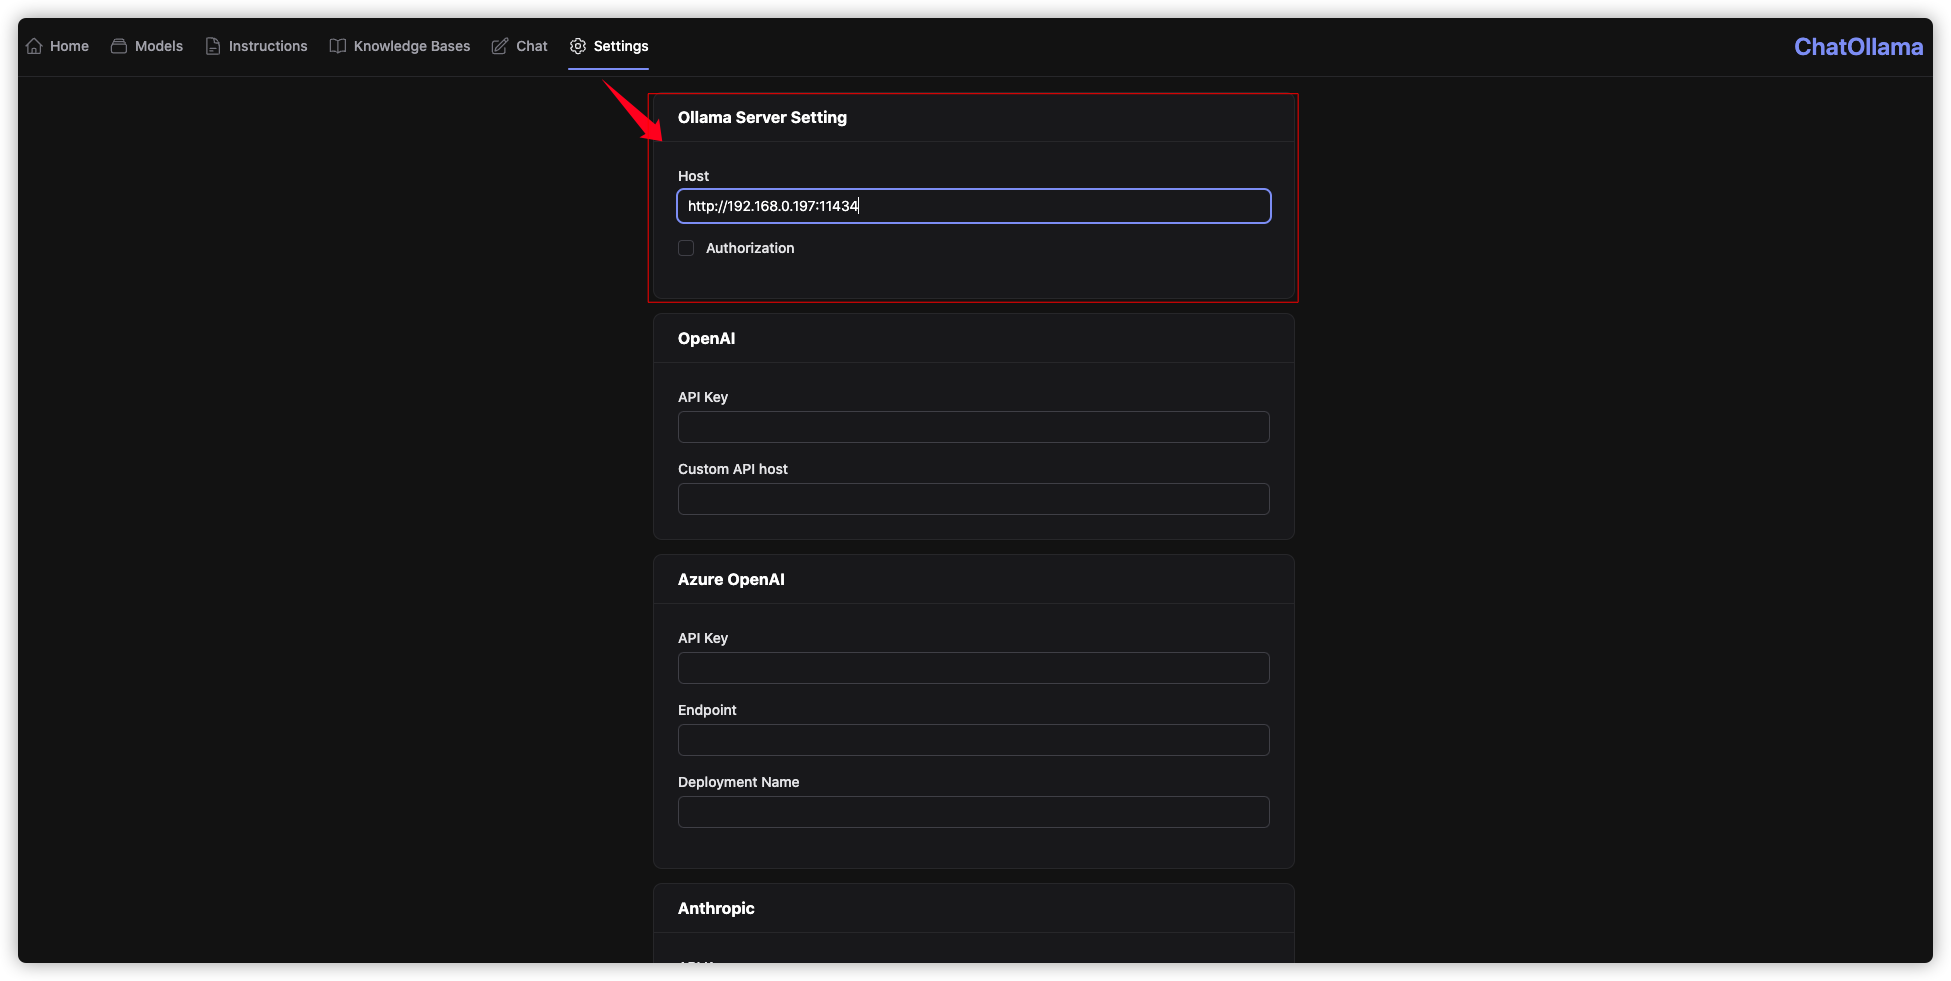 Home Models Instructions Knowledge Bases Chat Settings ChatOllama
Ollama Server Setting
Host
http://192.168.0.197:11434
Authorization
OpenAI
API Key
Custom API host
Azure OpenAI
API Key
Endpoint
Deployment Name
Anthropic